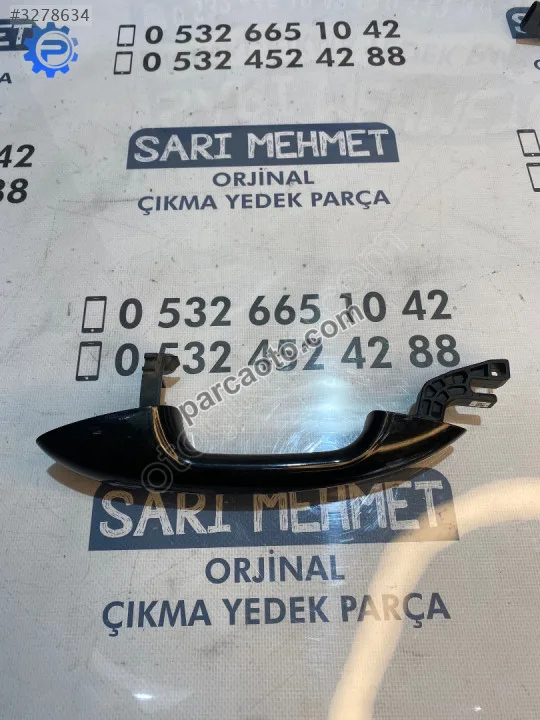 #3278634
0 532 665 10 42
0 532 452 42 88
SARI MEHMET
ORJİNAL
ÇIKMA YEDEK PARÇA
42
88
0 532 665 10 42
0 532 452 42 88
otoparcaoto.com
SARI MEHMET
ORJİNAL
ÇIKMA YEDEK PARÇA